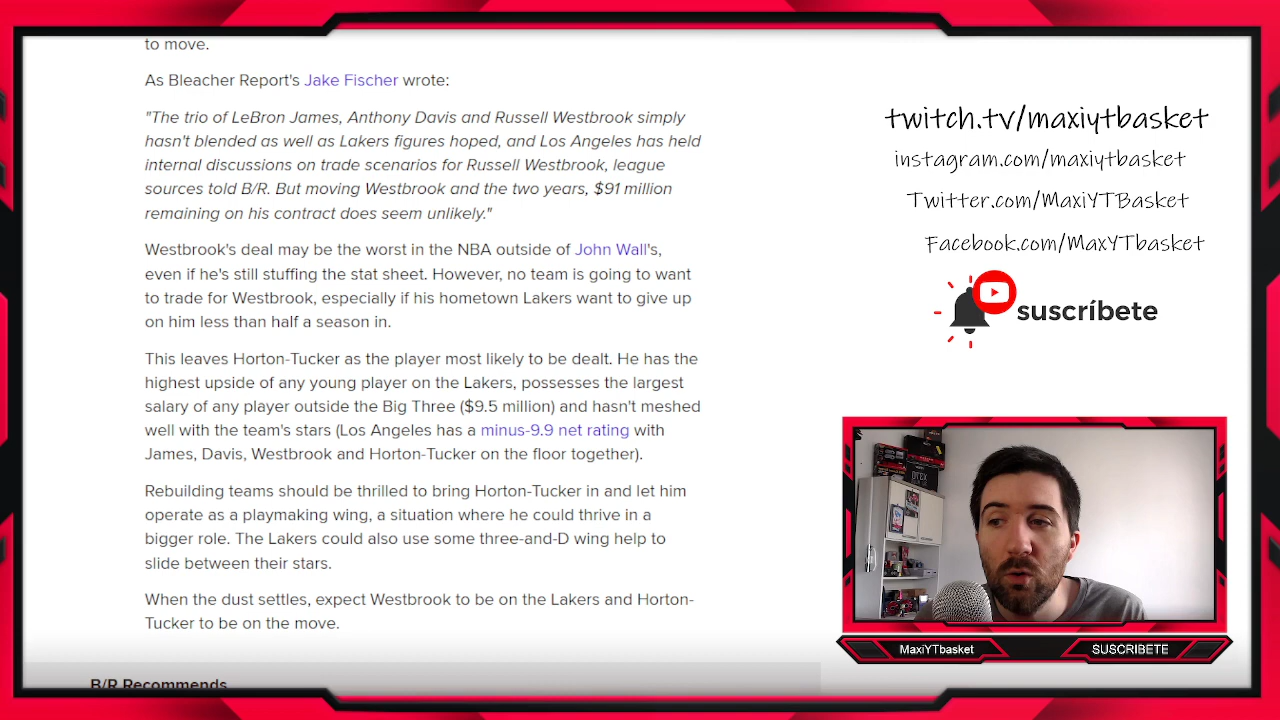 to move.
As Bleacher Report's Jake Fischer wrote:
"The trio of LeBron James, Anthony Davis and Russell Westbrook simply
hasn't blended as well as Lakers figures hoped, and Los Angeles has held
internal discussions on trade scenarios for Russell Westbrook, league
sources told B/R. But moving Westbrook and the two years, $91 million
remaining on his contract does seem unlikely."
Westbrook's deal may be the worst in the NBA outside of John Wall's,
even if he's still stuffing the stat sheet. However, no team is going to want
to trade for Westbrook, especially if his hometown Lakers want to give up
on him less than half a season in.
This leaves Horton-Tucker as the player most likely to be dealt. He has the
highest upside of any young player on the Lakers, possesses the largest
salary of any player outside the Big Three ($9.5 million) and hasn't meshed
well with the team's stars (Los Angeles has a minus-9.9 net rating with
James, Davis, Westbrook and Horton-Tucker on the floor together).
Rebuilding teams should be thrilled to bring Horton-Tucker in and let him
operate as a playmaking wing, a situation where he could thrive in a
bigger role. The Lakers could also use some three-and-D wing help to
slide between their stars.
When the dust settles, expect Westbrook to be on the Lakers and Horton-
Tucker to be on the move.
B/R Recommends
twitch.tv/maxiytbasket
instagram.com/maxiytbasket
Twitter.com/MaxiYTBasket
Facebook.com/MaxYTbasket
suscríbete
MaxiYTbasket
SUSCRIBETE